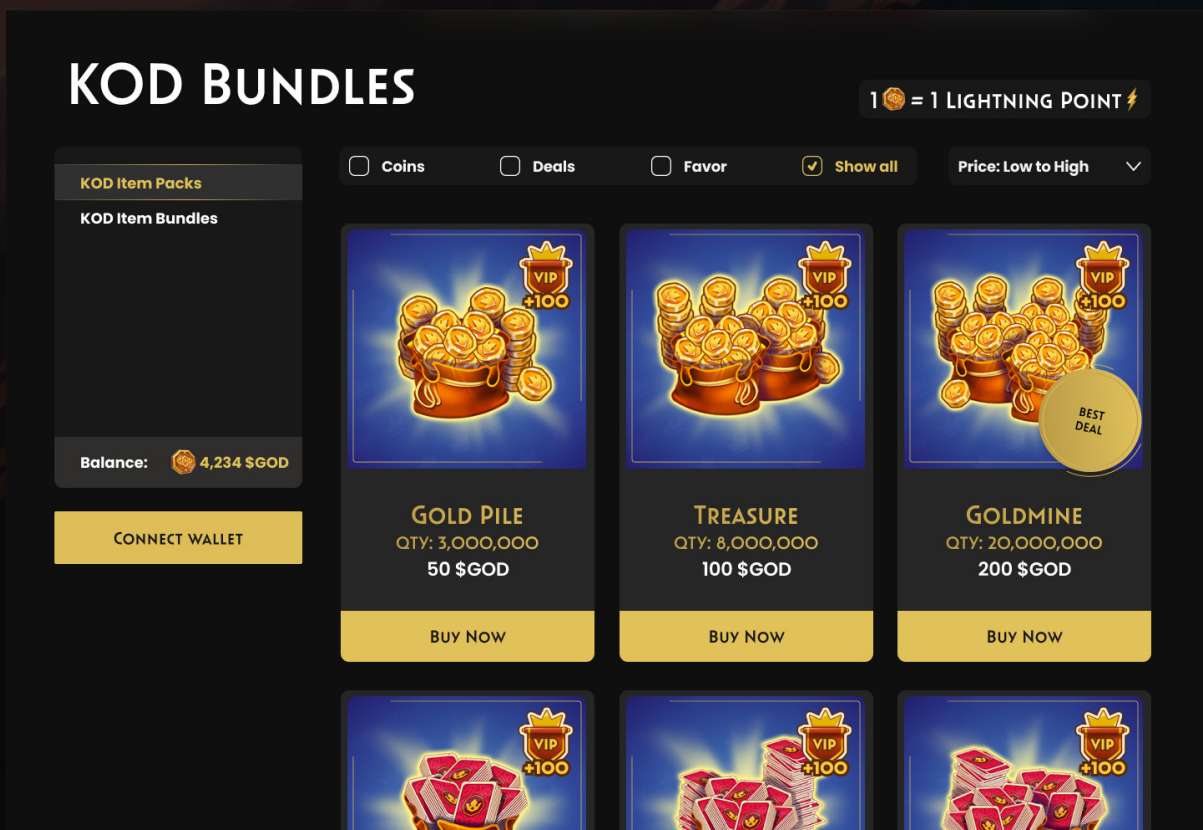 KOD BUNDLES
1 = 1 LIGHTNING POINT
KOD Item Packs
KOD Item Bundles
Balance: 4,234 $GOD
CONNECT WALLET
Coins
Deals
Favor
Show all
Price: Low to High
VIP
+100
GOLD PILE
QTY: 3,000,000
50 $GOD
BUY NOW
VIP
+100
TREASURE
QTY: 8,000,000
100 $GOD
BUY NOW
VIP
+100
BEST
DEAL
GOLDMINE
QTY: 20,000,000
200 $GOD
BUY NOW
VIP
+100
VIP
+100
VIP
+100